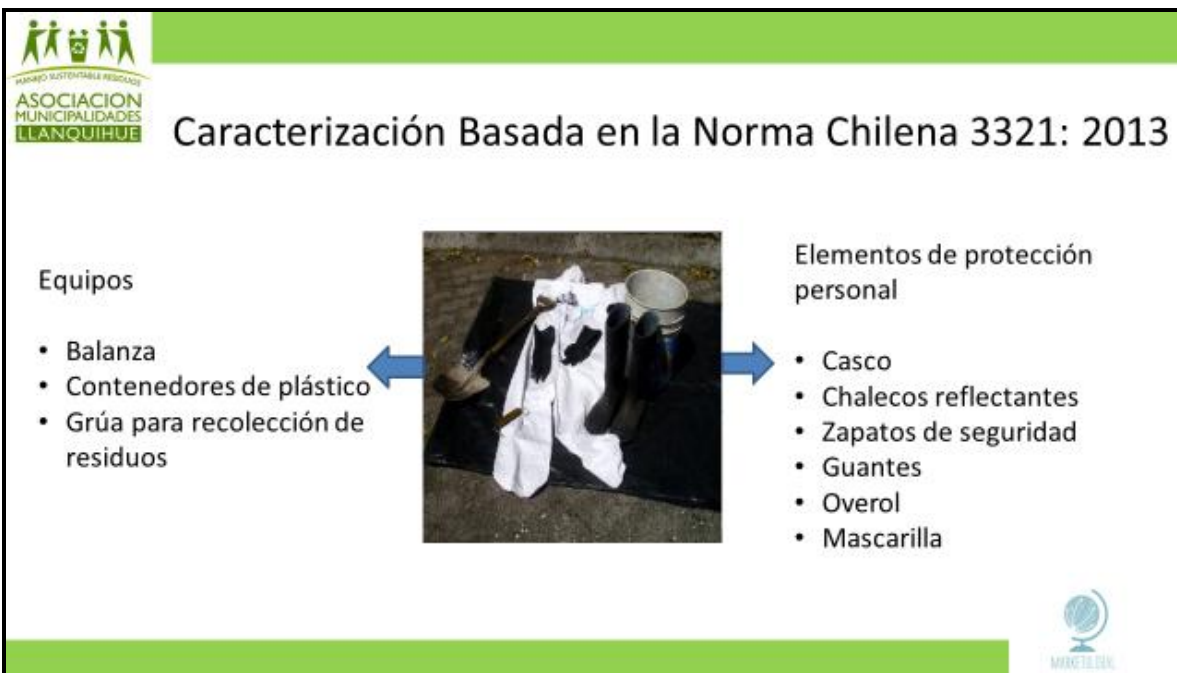 MANEJO SUSTENTABLE RESIDUOS
ASOCIACION
MUNICIPALIDADES
LLANQUIHUE
Caracterización Basada en la Norma Chilena 3321: 2013
Equipos
• Balanza
• Contenedores de plástico
• Grúa para recolección de
residuos
Elementos de protección
personal
• Casco
• Chalecos reflectantes
• Zapatos de seguridad
• Guantes
• Overol
• Mascarilla